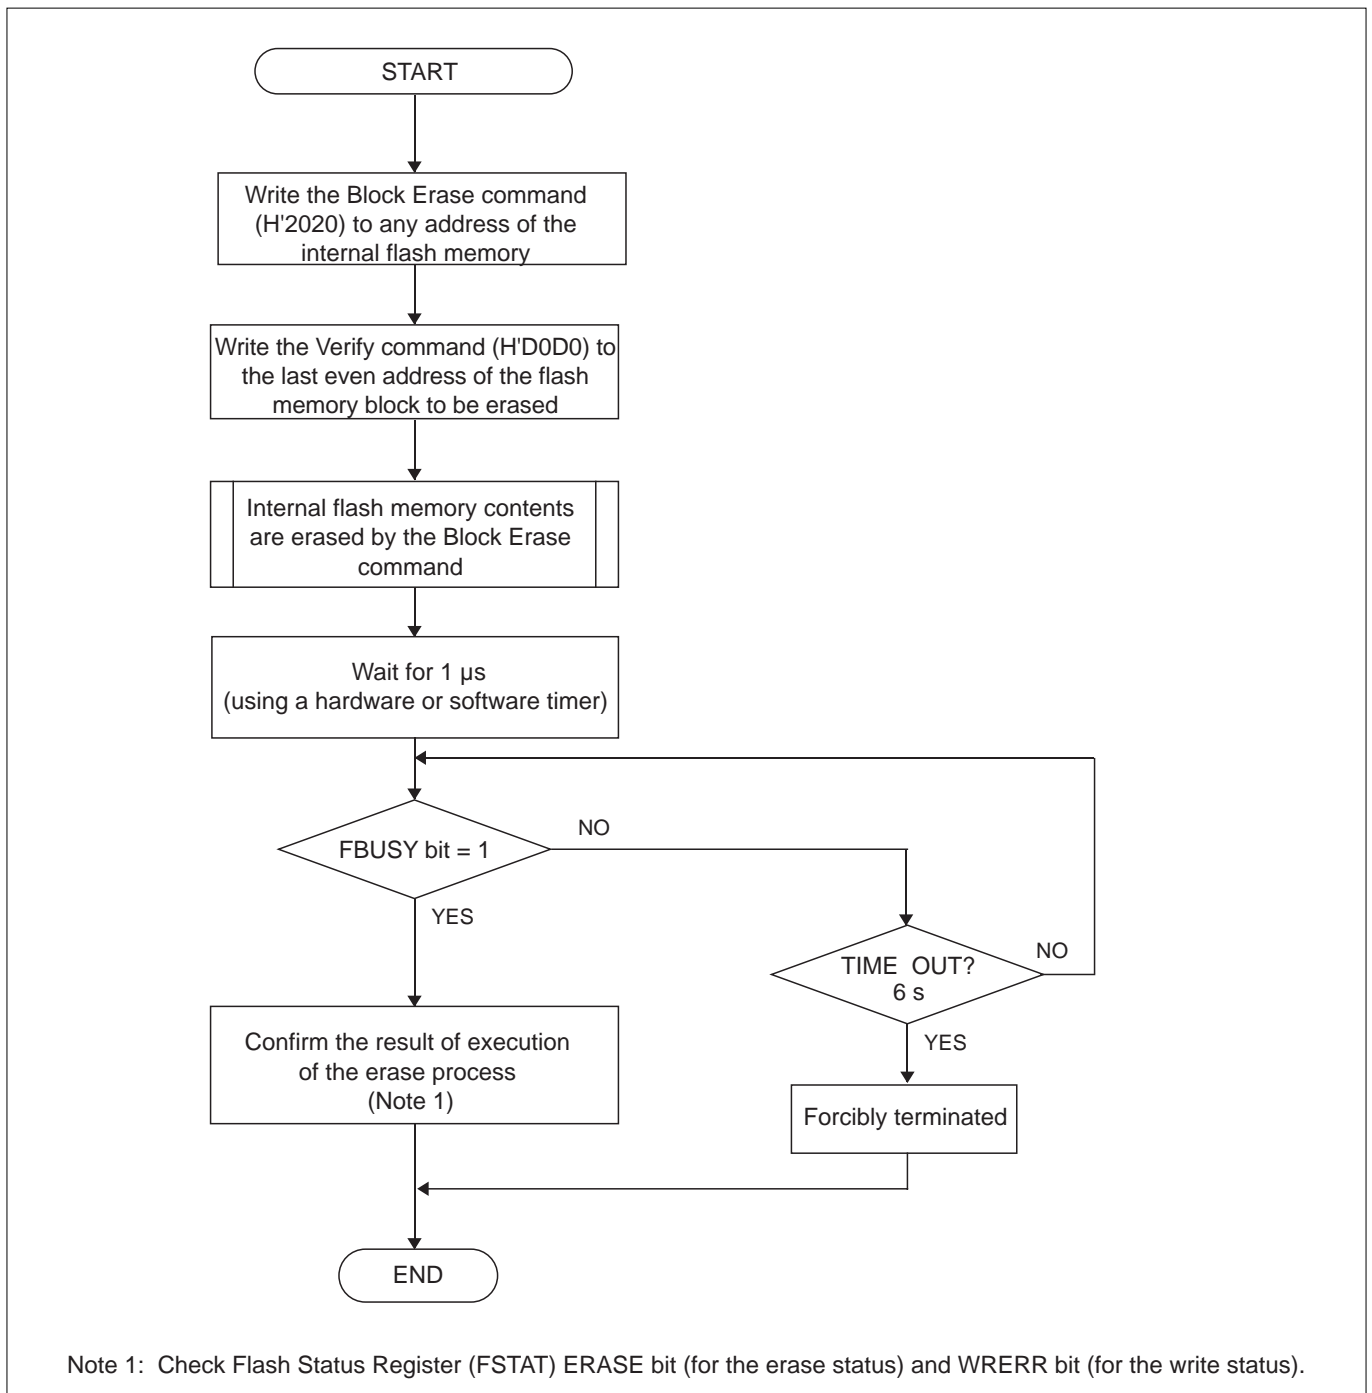 START
Write the Block Erase command
(H'2020) to any address of the
internal flash memory
Write the Verify command (H'D0D0) to
the last even address of the flash
memory block to be erased
Internal flash memory contents
are erased by the Block Erase
command
Wait for 1 μs
(using a hardware or software timer)
FBUSY bit = 1
NO
YES
TIME OUT?
6 s
NO
YES
Confirm the result of execution
of the erase process
(Note 1)
Forcibly terminated
END
Note 1: Check Flash Status Register (FSTAT) ERASE bit (for the erase status) and WRERR bit (for the write status).